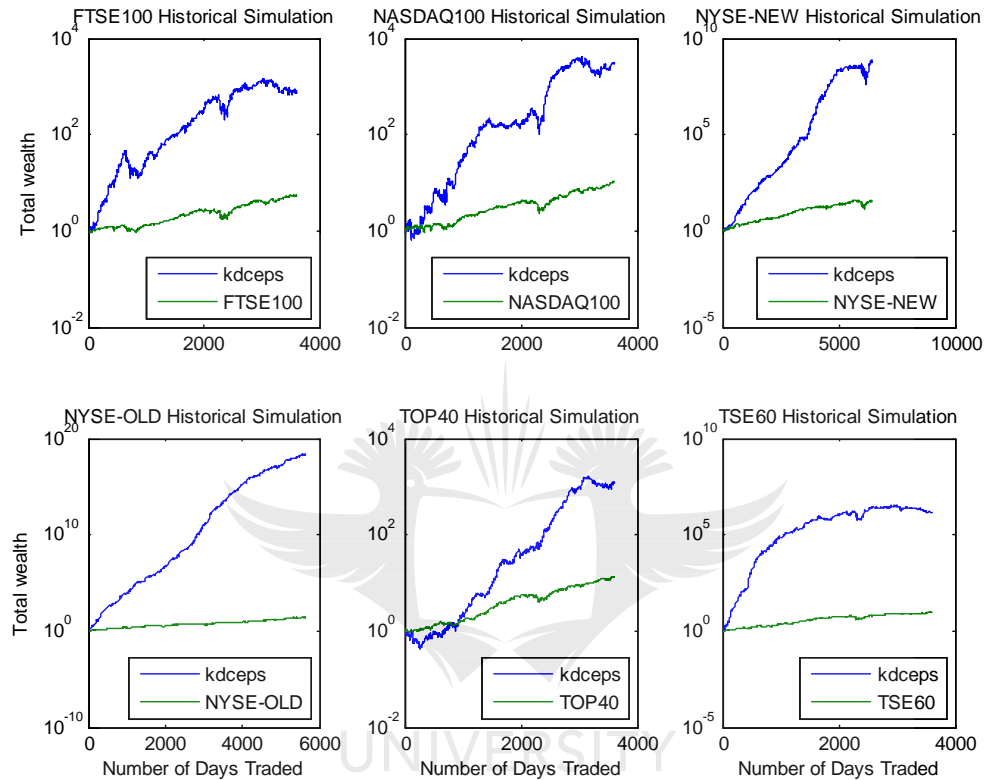 FTSE100 Historical Simulation
10^4
10^2
10^0
10^-2
Total wealth
kdceps
FTSE100
0 2000 4000
NASDAQ100 Historical Simulation
10^4
10^2
10^0
10^-2
kdceps
NASDAQ100
0 2000 4000
NYSE-NEW Historical Simulation
10^10
10^5
10^0
10^-5
kdceps
NYSE-NEW
0 5000 10000
NYSE-OLD Historical Simulation
10^20
10^10
10^0
10^-10
Total wealth
kdceps
NYSE-OLD
0 2000 4000 6000
Number of Days Traded
TOP40 Historical Simulation
10^4
10^2
10^0
10^-2
kdceps
TOP40
0 2000 4000
Number of Days Traded
TSE60 Historical Simulation
10^10
10^5
10^0
10^-5
kdceps
TSE60
0 2000 4000
Number of Days Traded
UNIVERSITY